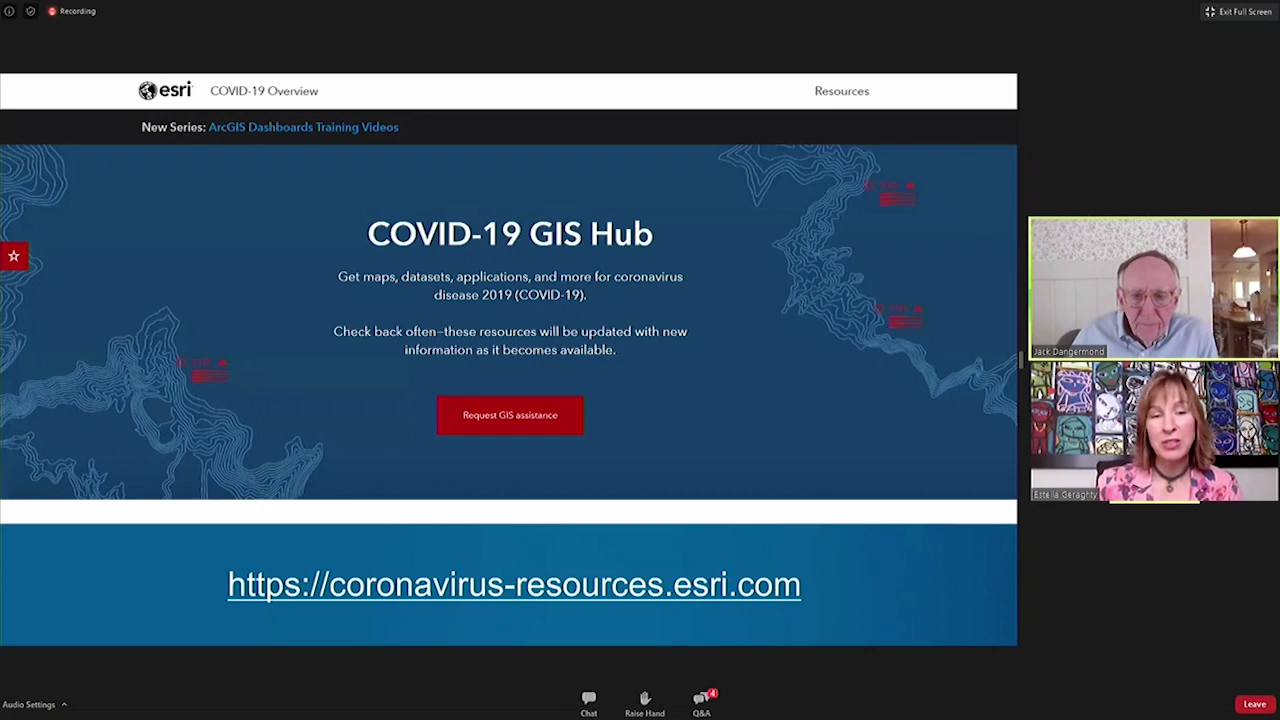 Recording
Exit Full Screen
esri COVID-19 Overview Resources
New Series: ArcGIS Dashboards Training Videos
COVID-19 GIS Hub
Get maps, datasets, applications, and more for coronavirus
disease 2019 (COVID-19).
Check back often–these resources will be updated with new
information as it becomes available.
Request GIS assistance
https://coronavirus-resources.esri.com
Jack Dangermond
Estella Geraghty
Audio Settings
Chat
Raise Hand
4
Q&A
Leave